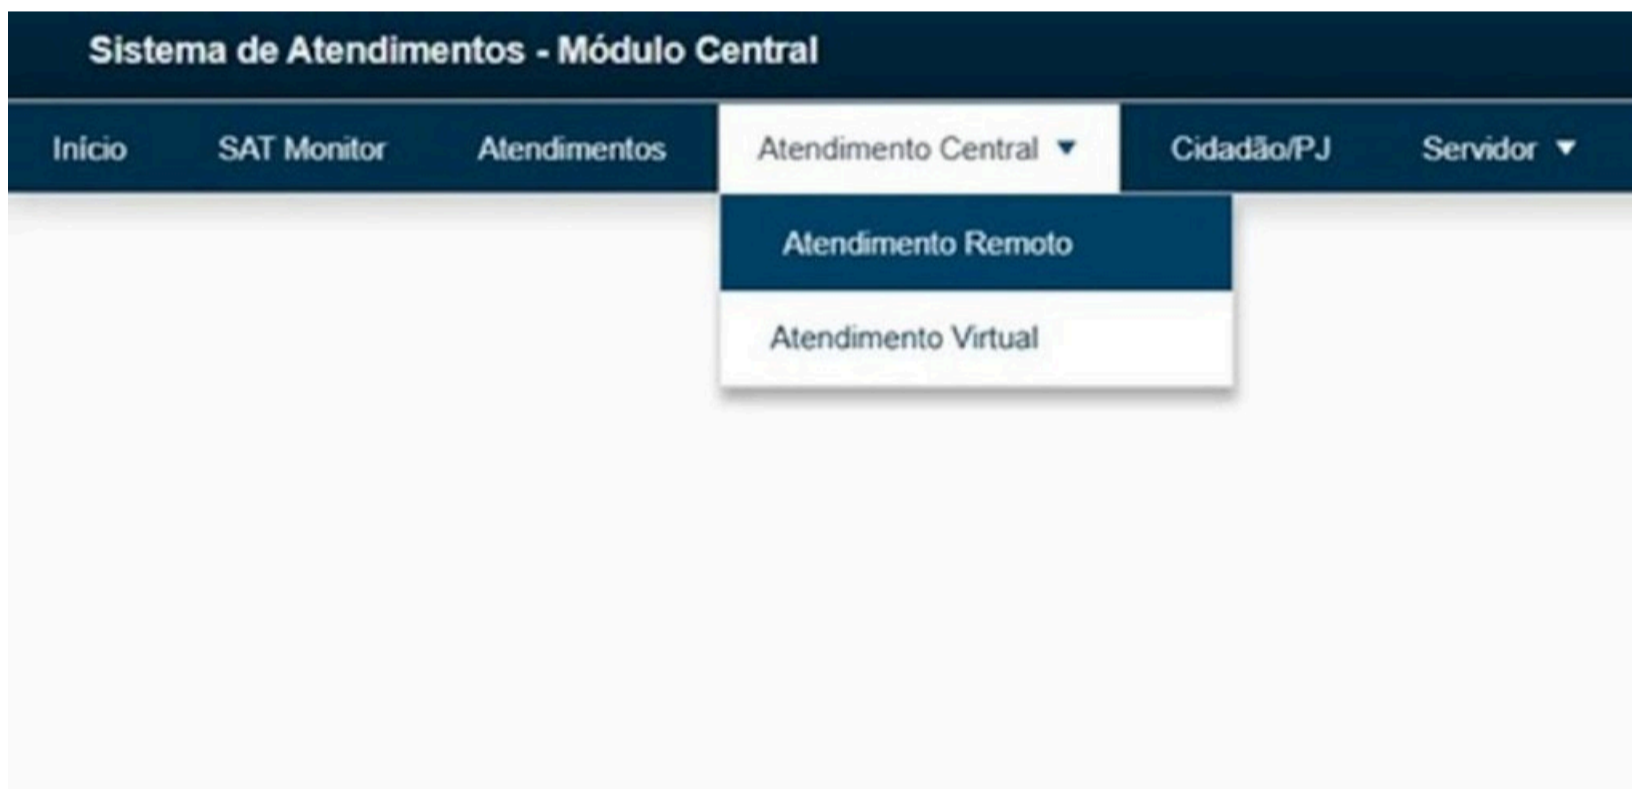 Sistema de Atendimentos - Módulo Central
Início SAT Monitor Atendimentos Atendimento Central Cidadão/PJ Servidor
Atendimento Remoto
Atendimento Virtual